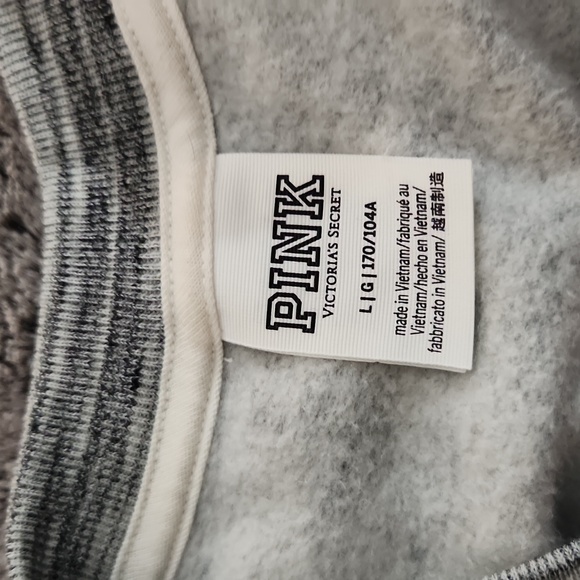 PINK
VICTORIA'S SECRET
L | G | 170/104A
made in Vietnam/fabriqué au
Vietnam/hecho en Vietnam/
fabbricato in Vietnam/ 越南制造